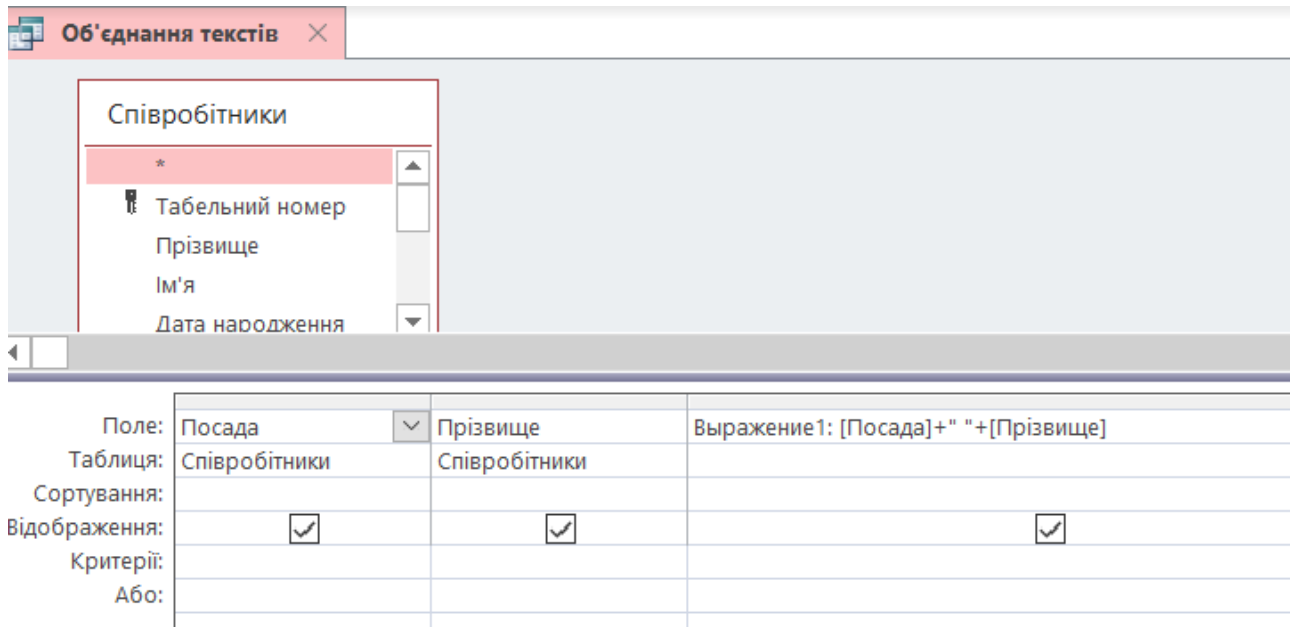 Об'єднання текстів
Співробітники
*
Табельний номер
Прізвище
Ім'я
Дата народження
Поле: Посада Прізвище Выражение1: [Посада]+" "+[Прізвище]
Таблиця: Співробітники Співробітники
Сортування:
Відображення:
Критерії:
Або: